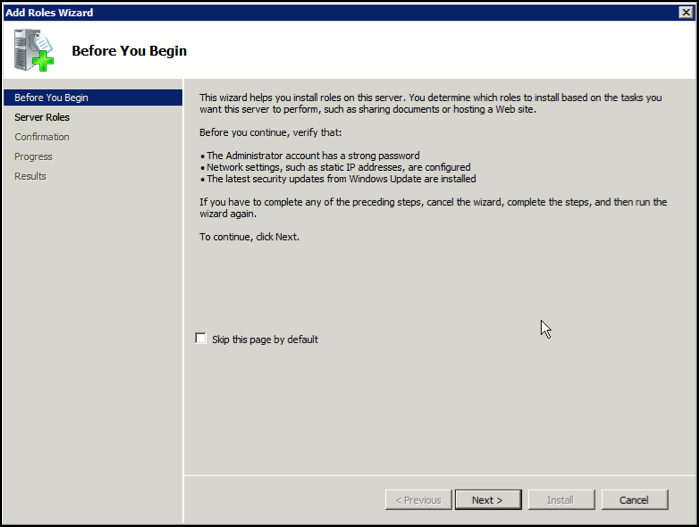 Add Roles Wizard
Before You Begin
Before You Begin
Server Roles
Confirmation
Progress
Results
This wizard helps you install roles on this server. You determine which roles to install based on the tasks you
want this server to perform, such as sharing documents or hosting a Web site.
Before you continue, verify that:
• The Administrator account has a strong password
• Network settings, such as static IP addresses, are configured
• The latest security updates from Windows Update are installed
If you have to complete any of the preceding steps, cancel the wizard, complete the steps, and then run the
wizard again.
To continue, click Next.
Skip this page by default
< Previous
Next >
Install
Cancel